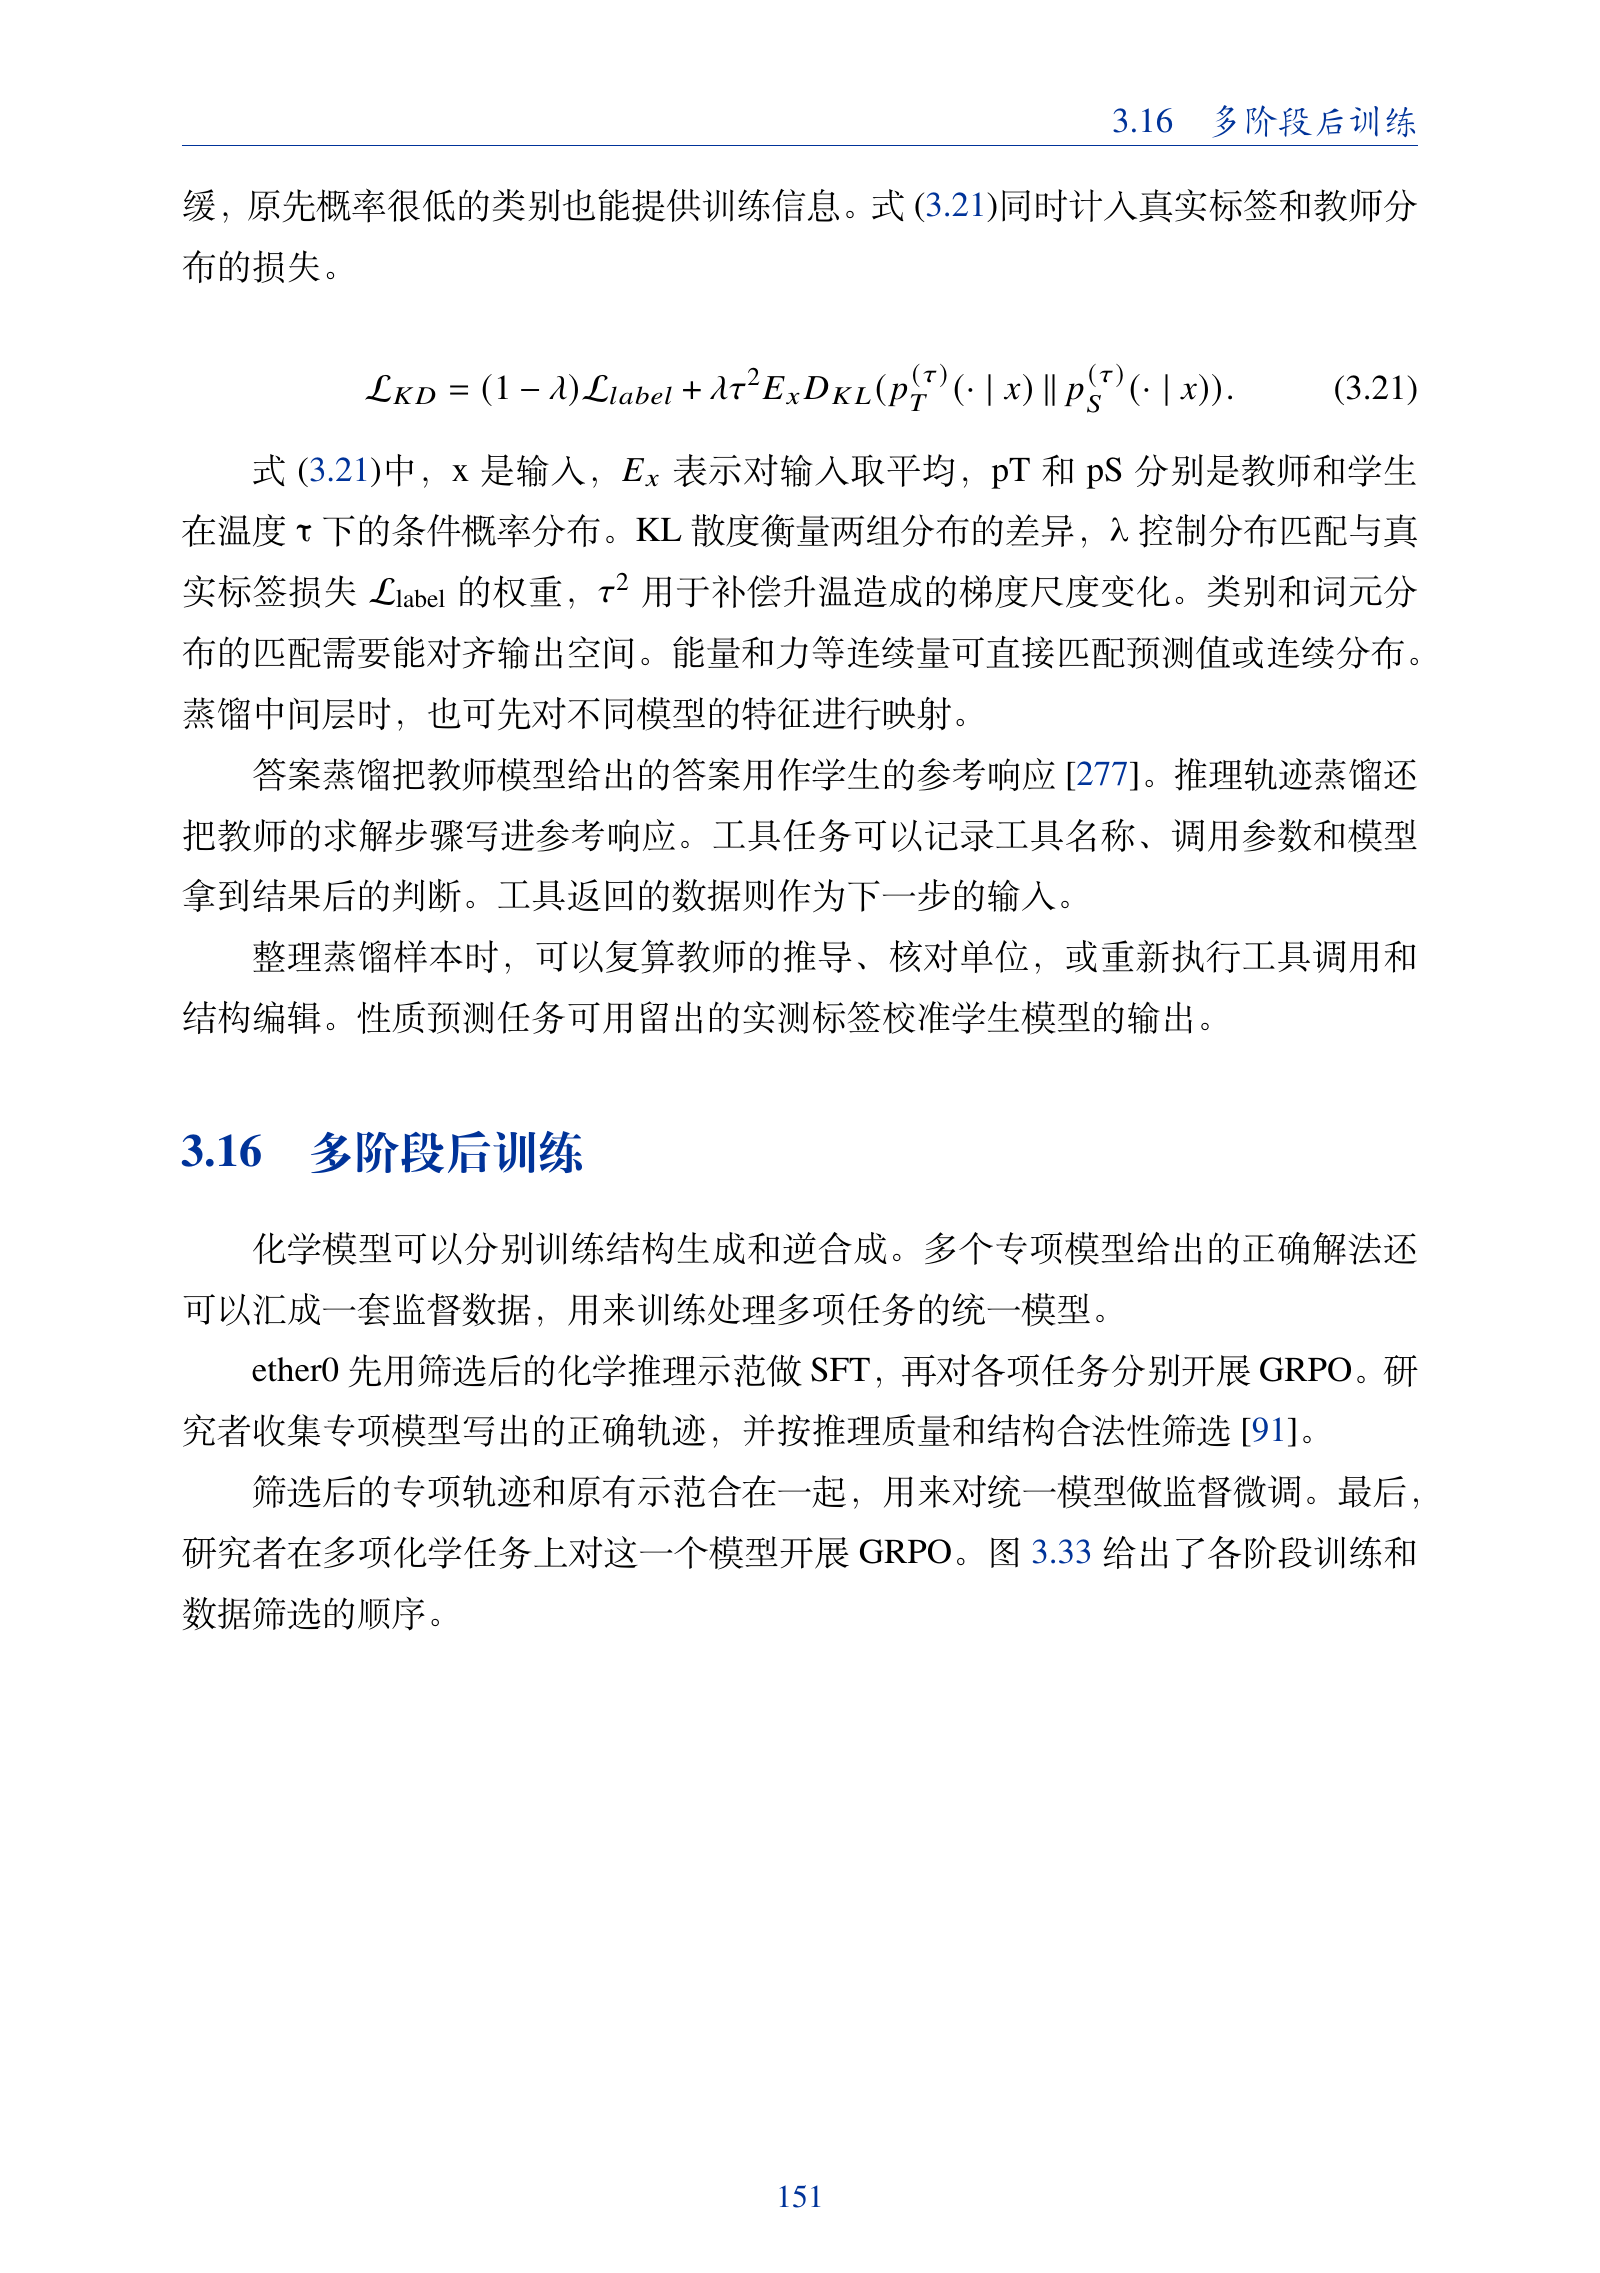 3.16 多阶段后训练
缓，原先概率很低的类别也能提供训练信息。式 (3.21)同时计入真实标签和教师分
布的损失。
ℒ_{KD} = (1 − λ)ℒ_{label} + λτ²E_xD_{KL}(p_T^{(τ)}(· | x) ∥ p_S^{(τ)}(· | x)). (3.21)
式 (3.21)中，x 是输入，E_x 表示对输入取平均，pT 和 pS 分别是教师和学生
在温度 τ 下的条件概率分布。KL 散度衡量两组分布的差异，λ 控制分布匹配与真
实标签损失 ℒ_{label} 的权重，τ² 用于补偿升温造成的梯度尺度变化。类别和词元分
布的匹配需要能对齐输出空间。能量和力等连续量可直接匹配预测值或连续分布。
蒸馏中间层时，也可先对不同模型的特征进行映射。
答案蒸馏把教师模型给出的答案用作学生的参考响应 [277]。推理轨迹蒸馏还
把教师的求解步骤写进参考响应。工具任务可以记录工具名称、调用参数和模型
拿到结果后的判断。工具返回的数据则作为下一步的输入。
整理蒸馏样本时，可以复算教师的推导、核对单位，或重新执行工具调用和
结构编辑。性质预测任务可用留出的实测标签校准学生模型的输出。
3.16 多阶段后训练
化学模型可以分别训练结构生成和逆合成。多个专项模型给出的正确解法还
可以汇成一套监督数据，用来训练处理多项任务的统一模型。
ether0 先用筛选后的化学推理示范做 SFT，再对各项任务分别开展 GRPO。研
究者收集专项模型写出的正确轨迹，并按推理质量和结构合法性筛选 [91]。
筛选后的专项轨迹和原有示范合在一起，用来对统一模型做监督微调。最后，
研究者在多项化学任务上对这一个模型开展 GRPO。图 3.33 给出了各阶段训练和
数据筛选的顺序。
151